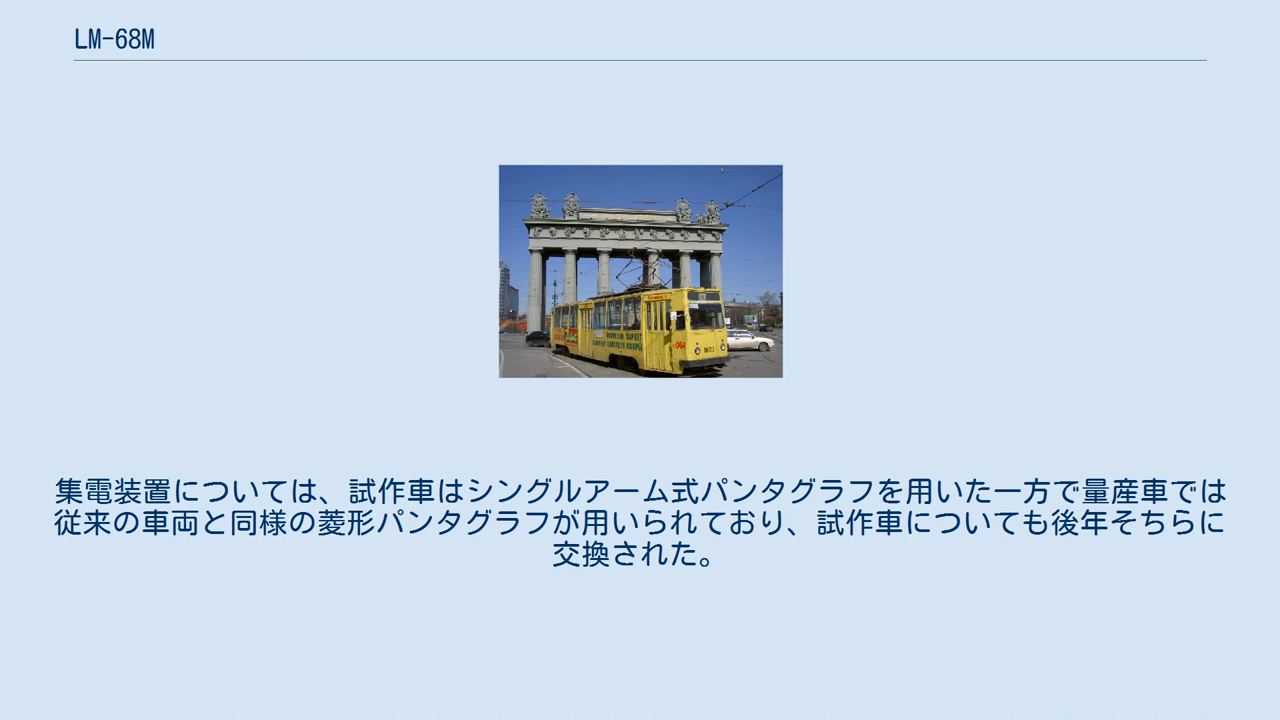 LM-68M
集電装置については、試作車はシングルアーム式パンタグラフを用いた一方で量産車では
従来の車両と同様の菱形パンタグラフが用いられており、試作車についても後年そちらに
交換された。